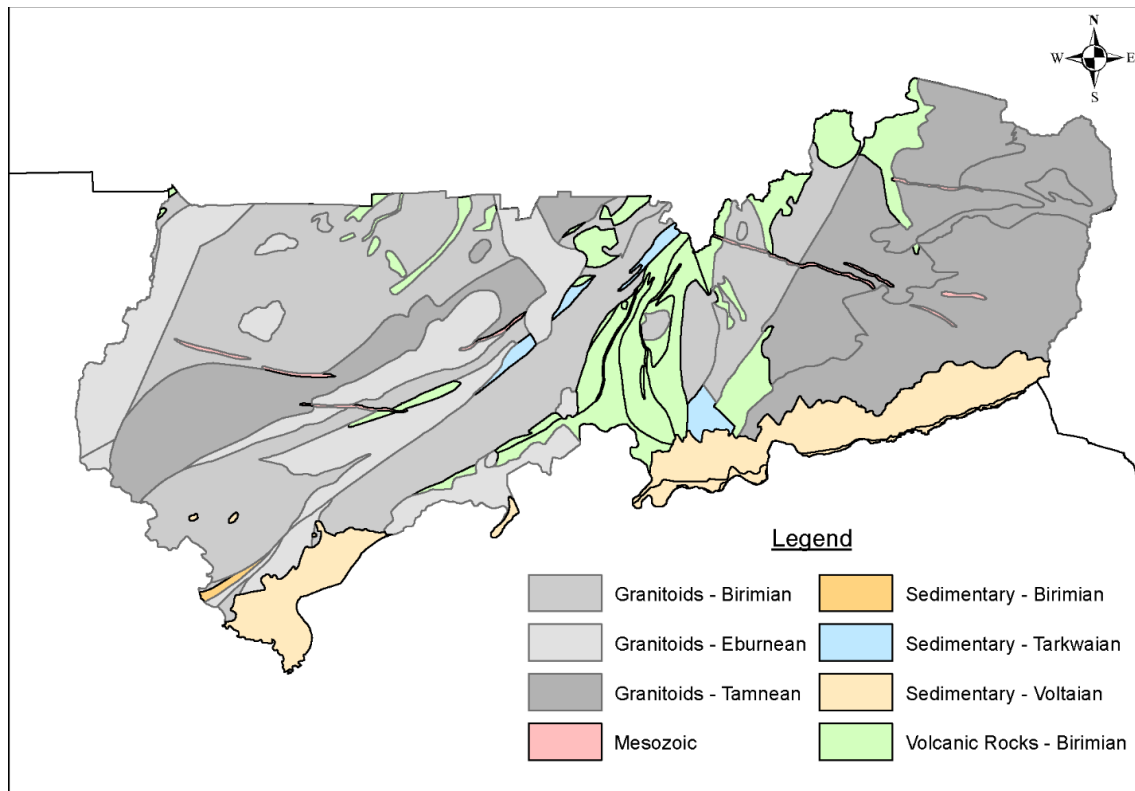 N
W E
S
Legend
Granitoids - Birimian
Granitoids - Eburnean
Granitoids - Tamnean
Mesozoic
Sedimentary - Birimian
Sedimentary - Tarkwaian
Sedimentary - Voltaian
Volcanic Rocks - Birimian